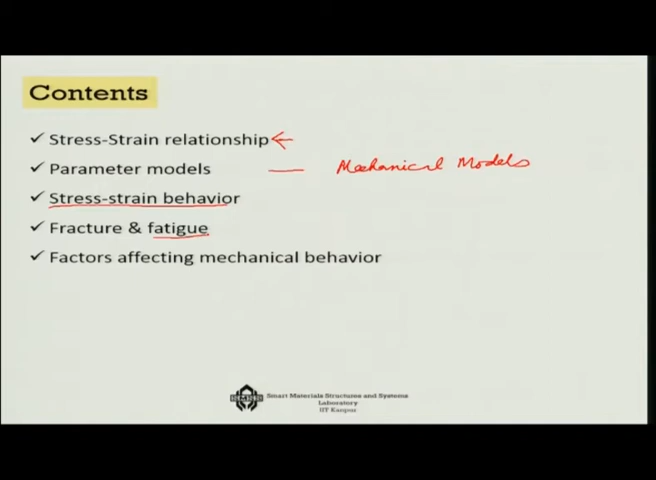 Contents
✓ Stress-Strain relationship ←
✓ Parameter models — Mechanical Models
✓ Stress-strain behavior
✓ Fracture & fatigue
✓ Factors affecting mechanical behavior
Smart Materials Structures and Systems
Laboratory
IIT Kanpur